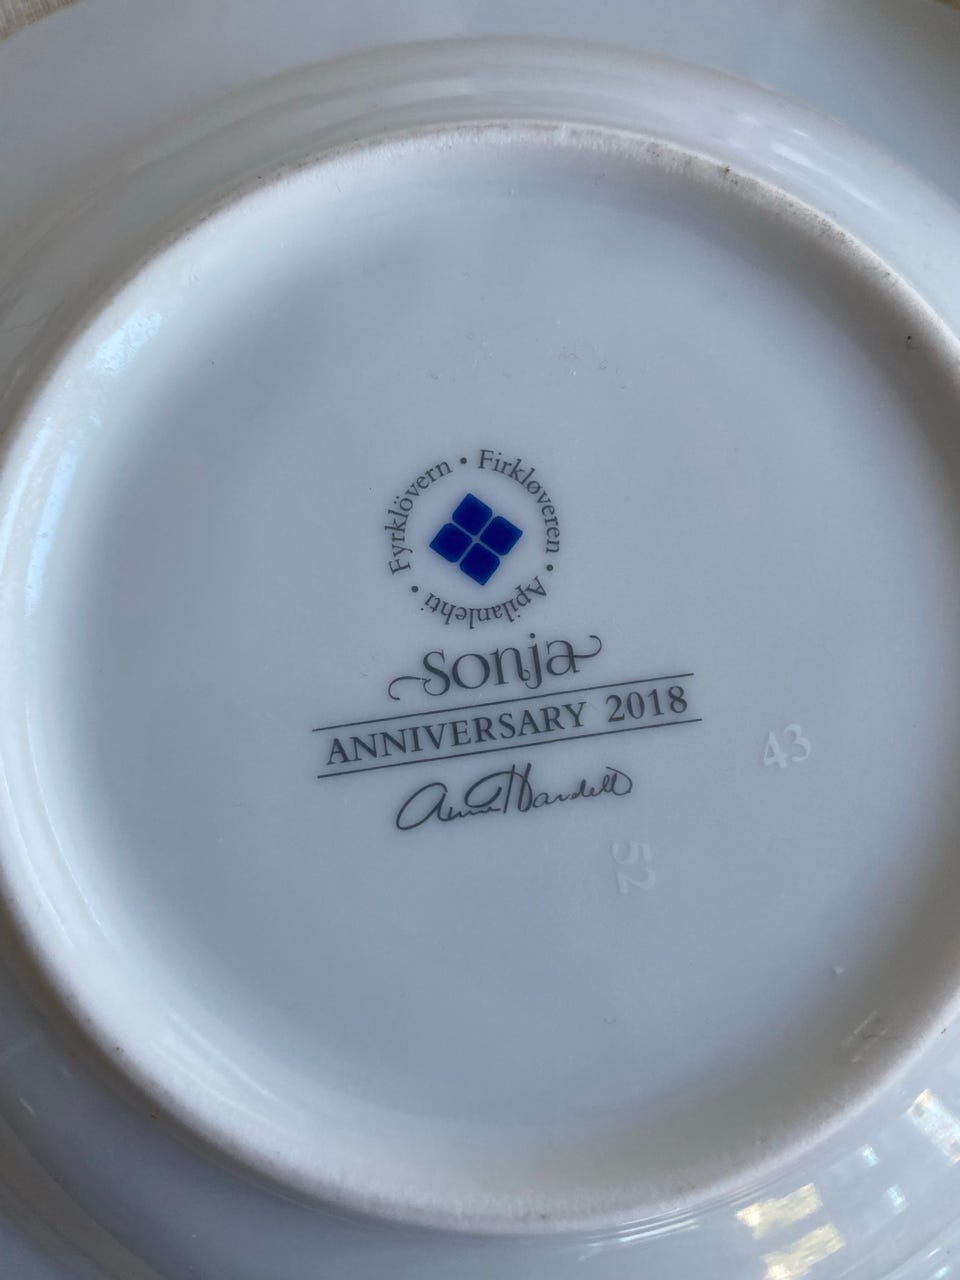 Fyrklövern • Firkløveren • Apilanlehti •
sonja
ANNIVERSARY 2018
43
52